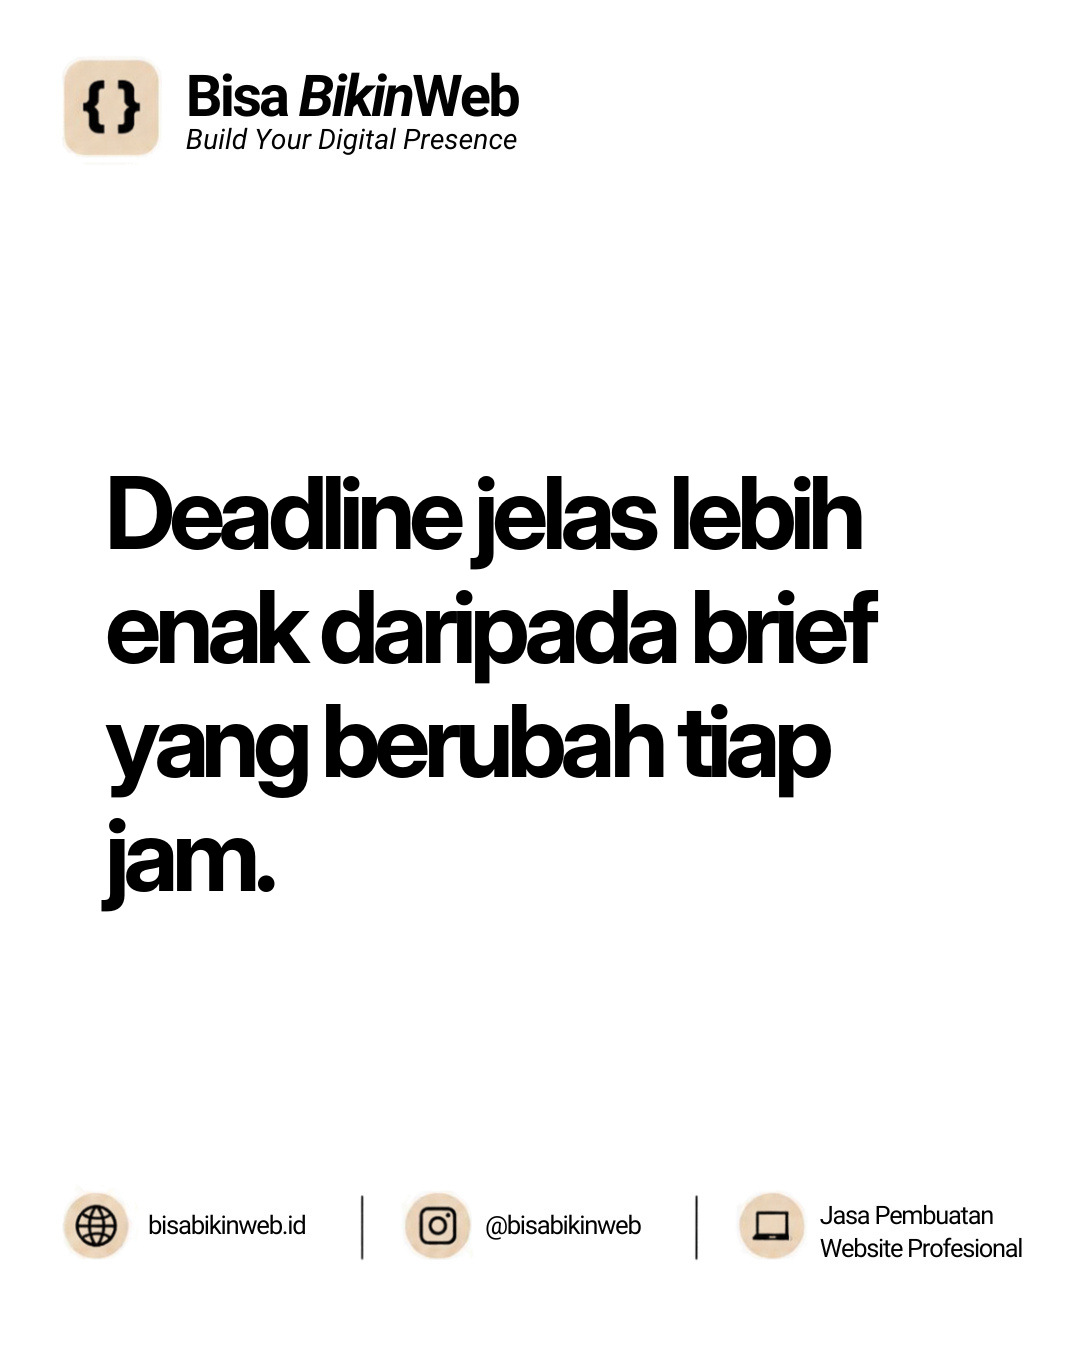 { }
Bisa BikinWeb
Build Your Digital Presence
Deadline jelas lebih
enak daripada brief
yang berubah tiap
jam.
bisabikinweb.id
@bisabikinweb
Jasa Pembuatan
Website Profesional